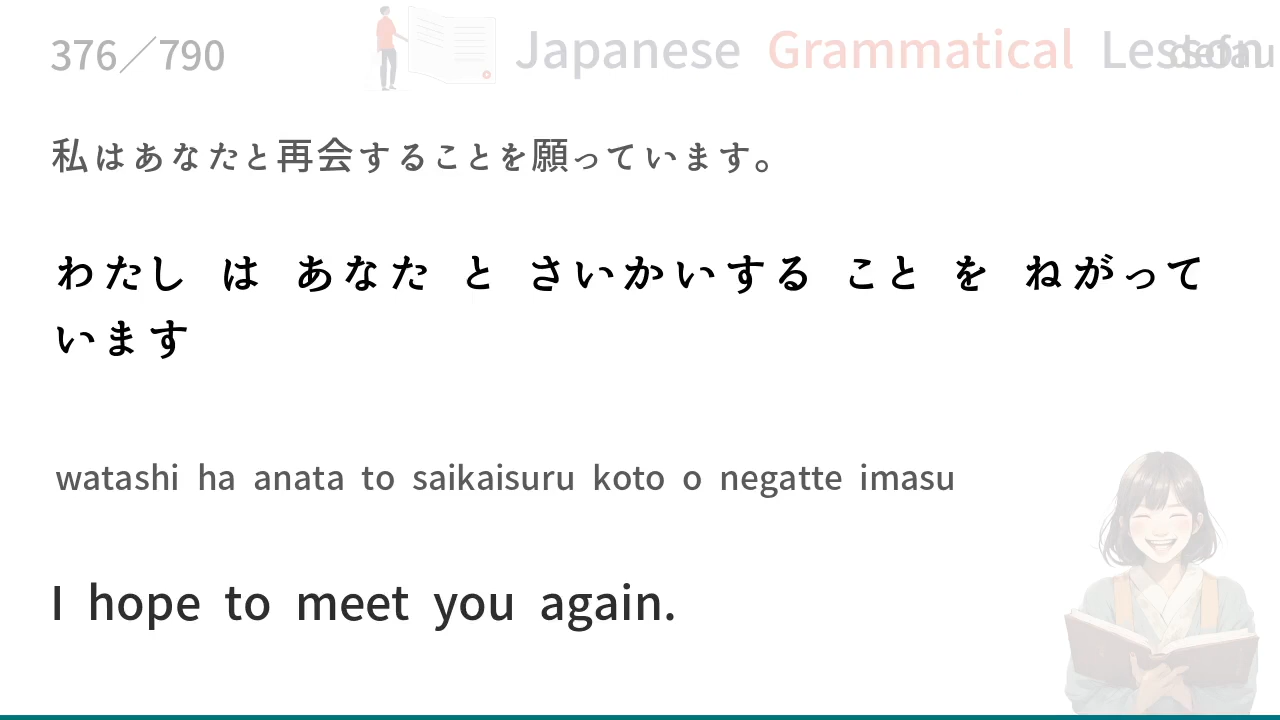 376／790
Japanese Grammatical Lesson
私はあなたと再会することを願っています。
わたし は あなた と さいかいする こと を ねがって
います
watashi ha anata to saikaisuru koto o negatte imasu
I hope to meet you again.